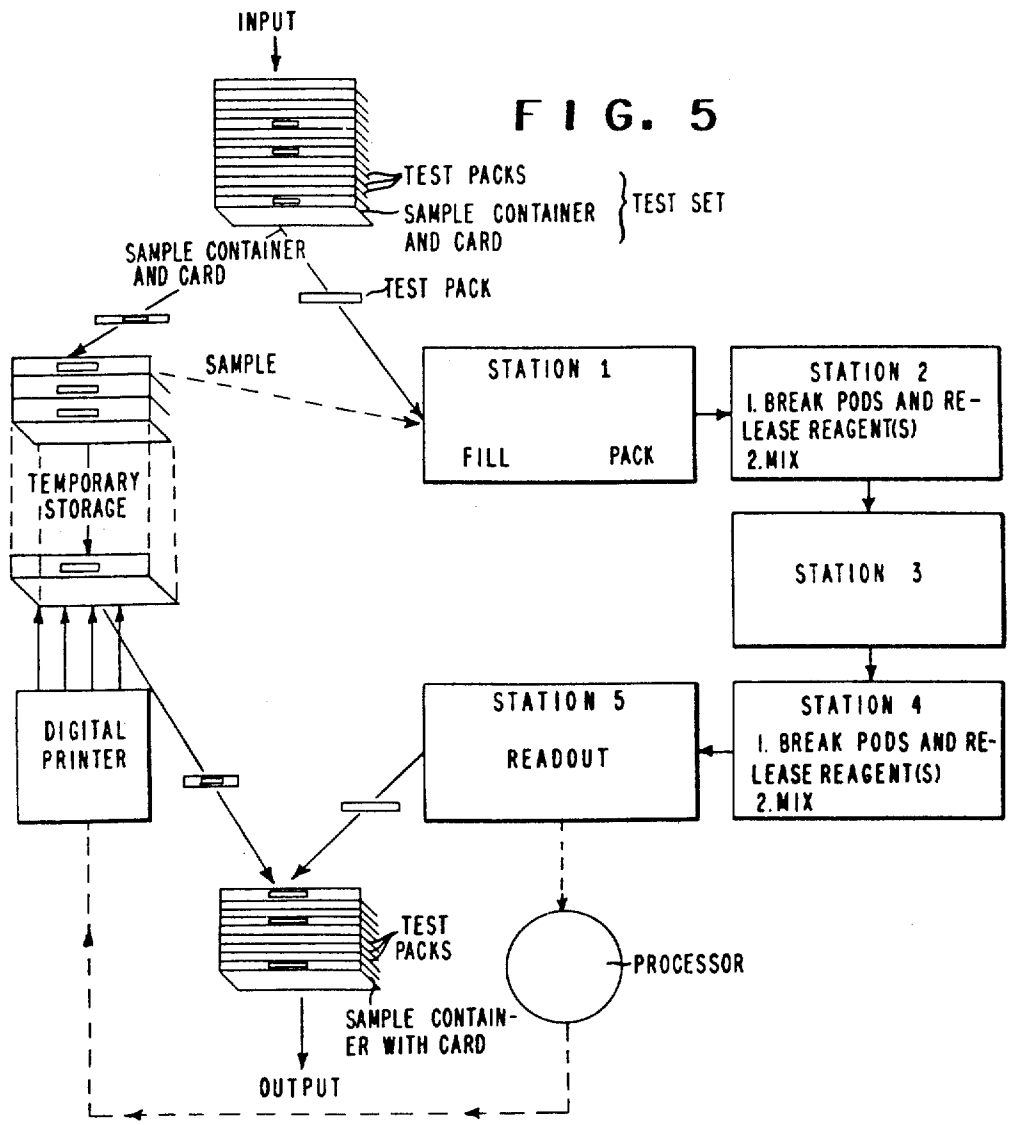 INPUT
FIG. 5
TEST PACKS
SAMPLE CONTAINER
AND CARD
TEST SET
SAMPLE CONTAINER
AND CARD
TEST PACK
SAMPLE
STATION 1
FILL PACK
STATION 2
1. BREAK PODS AND RE-
LEASE REAGENT(S)
2. MIX
TEMPORARY
STORAGE
STATION 3
DIGITAL
PRINTER
STATION 5
READOUT
STATION 4
1. BREAK PODS AND RE-
LEASE REAGENT(S)
2. MIX
TEST
PACKS
PROCESSOR
SAMPLE CONTAIN-
ER WITH CARD
OUTPUT